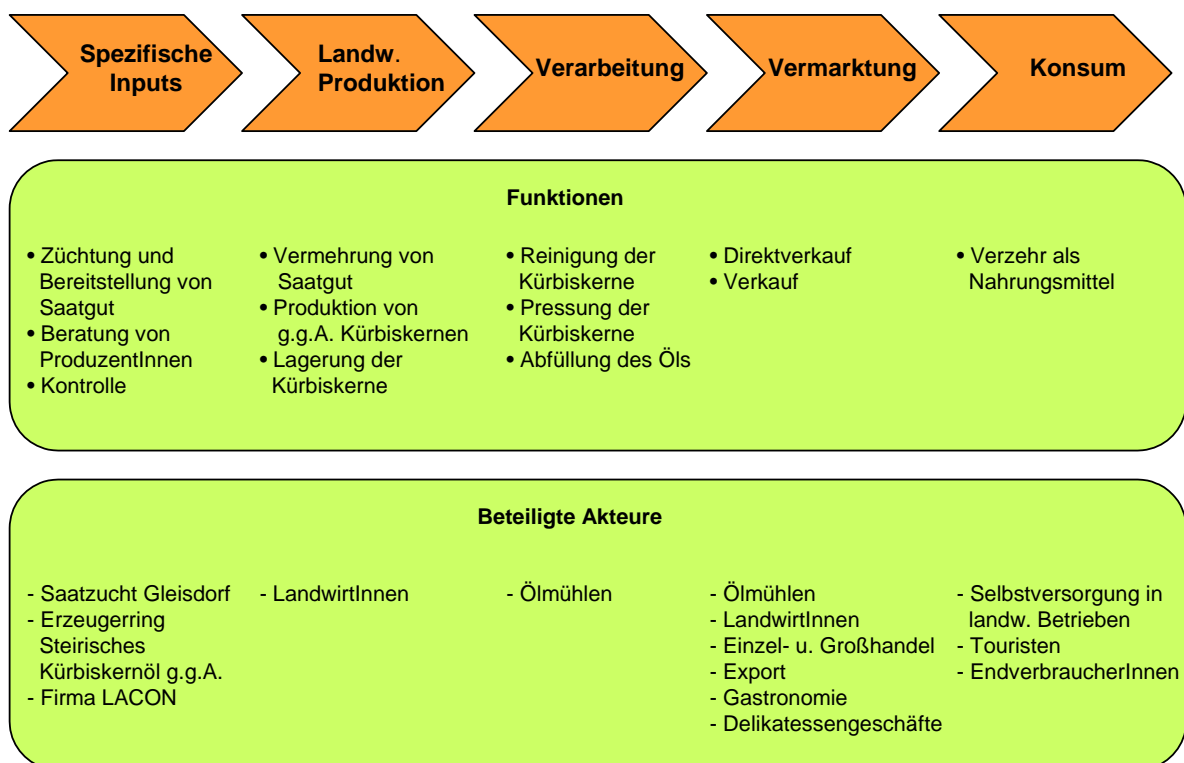 Spezifische
Inputs
Landw.
Produktion
Verarbeitung
Vermarktung
Konsum
Funktionen
• Züchtung und
Bereitstellung von
Saatgut
• Beratung von
ProduzentInnen
• Kontrolle
• Vermehrung von
Saatgut
• Produktion von
g.g.A. Kürbiskernen
• Lagerung der
Kürbiskerne
• Reinigung der
Kürbiskerne
• Pressung der
Kürbiskerne
• Abfüllung des Öls
• Direktverkauf
• Verkauf
• Verzehr als
Nahrungsmittel
Beteiligte Akteure
- Saatzucht Gleisdorf
- Erzeugerring
Steirisches
Kürbiskernöl g.g.A.
- Firma LACON
- LandwirtInnen
- Ölmühlen
- Ölmühlen
- LandwirtInnen
- Einzel- u. Großhandel
- Export
- Gastronomie
- Delikatessengeschäfte
- Selbstversorgung in
landw. Betrieben
- Touristen
- EndverbraucherInnen